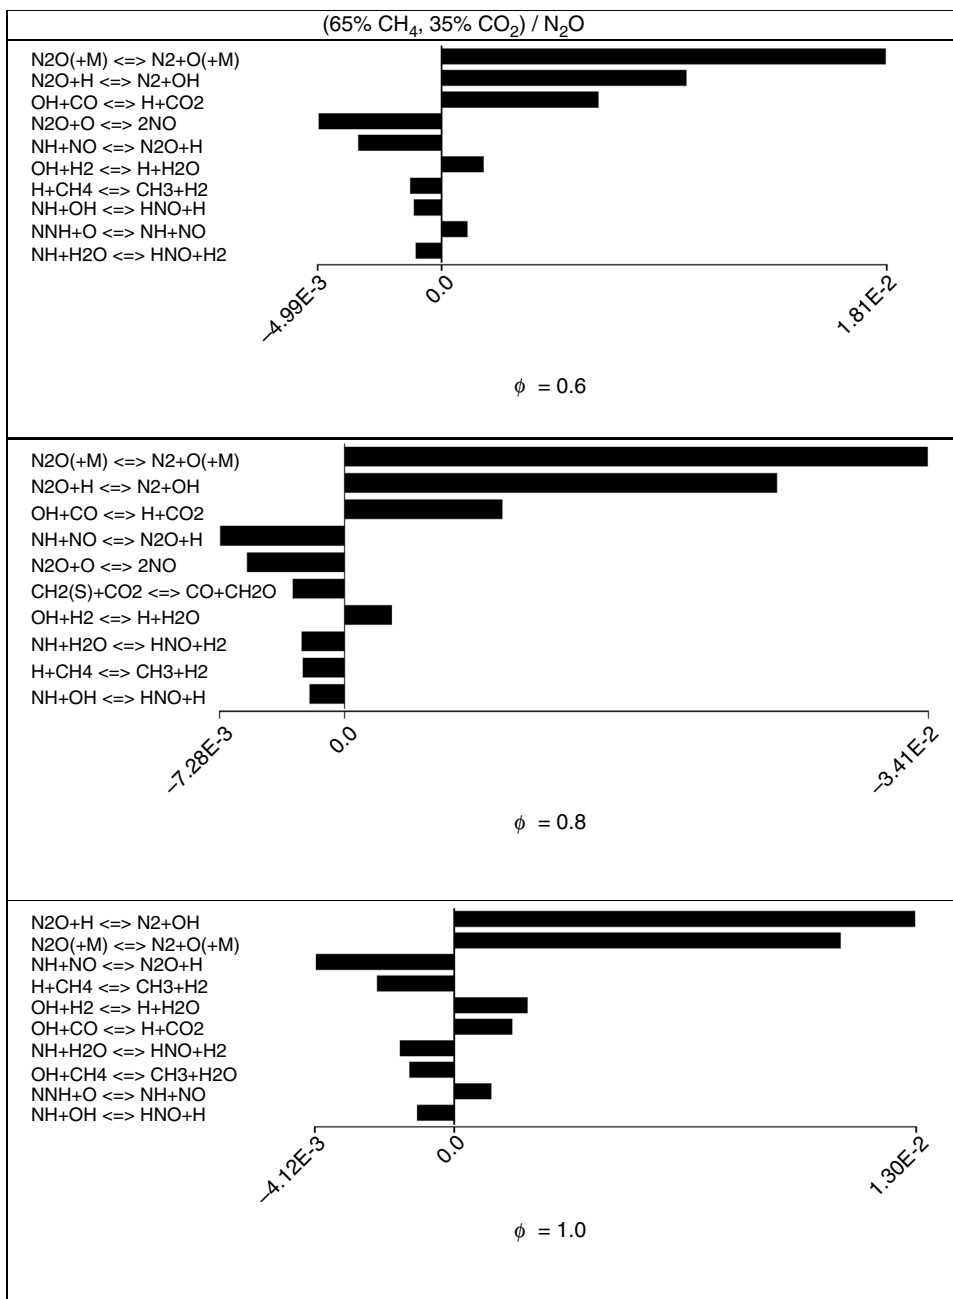 (65% CH₄, 35% CO₂) / N₂O
N2O(+M) <=> N2+O(+M)
N2O+H <=> N2+OH
OH+CO <=> H+CO2
N2O+O <=> 2NO
NH+NO <=> N2O+H
OH+H2 <=> H+H2O
H+CH4 <=> CH3+H2
NH+OH <=> HNO+H
NNH+O <=> NH+NO
NH+H2O <=> HNO+H2
–4.99E-3
0.0
1.81E-2
ϕ = 0.6
N2O(+M) <=> N2+O(+M)
N2O+H <=> N2+OH
OH+CO <=> H+CO2
NH+NO <=> N2O+H
N2O+O <=> 2NO
CH2(S)+CO2 <=> CO+CH2O
OH+H2 <=> H+H2O
NH+H2O <=> HNO+H2
H+CH4 <=> CH3+H2
NH+OH <=> HNO+H
–7.28E-3
0.0
–3.41E-2
ϕ = 0.8
N2O+H <=> N2+OH
N2O(+M) <=> N2+O(+M)
NH+NO <=> N2O+H
H+CH4 <=> CH3+H2
OH+H2 <=> H+H2O
OH+CO <=> H+CO2
NH+H2O <=> HNO+H2
OH+CH4 <=> CH3+H2O
NNH+O <=> NH+NO
NH+OH <=> HNO+H
–4.12E-3
0.0
1.30E-2
ϕ = 1.0